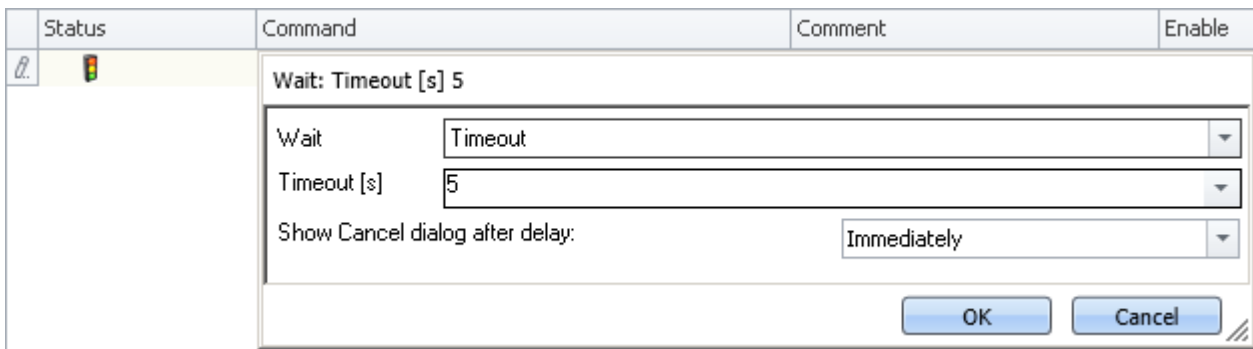 Status Command Comment Enable
Wait: Timeout [s] 5
Wait Timeout
Timeout [s] 5
Show Cancel dialog after delay: Immediately
OK Cancel